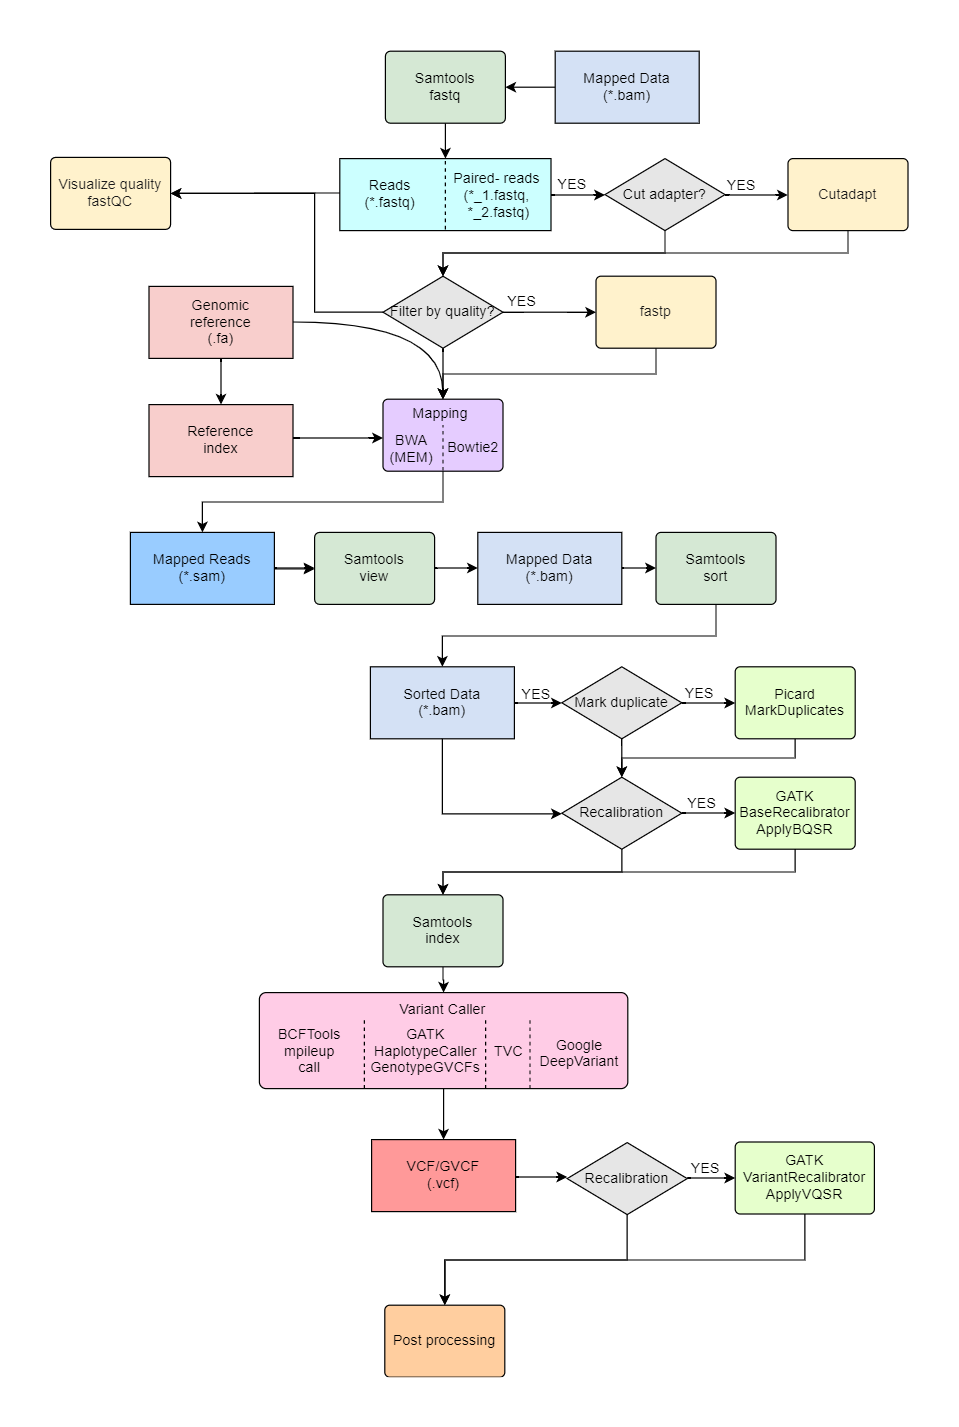 Samtools
fastq
Mapped Data
(*.bam)
Visualize quality
fastQC
Reads
(*.fastq)
Paired- reads
(*_1.fastq,
*_2.fastq)
YES
Cut adapter?
YES
Cutadapt
Genomic
reference
(.fa)
Filter by quality?
YES
fastp
Reference
index
Mapping
BWA
(MEM)
Bowtie2
Mapped Reads
(*.sam)
Samtools
view
Mapped Data
(*.bam)
Samtools
sort
Sorted Data
(*.bam)
YES
Mark duplicate
YES
Picard
MarkDuplicates
Recalibration
YES
GATK
BaseRecalibrator
ApplyBQSR
Samtools
index
Variant Caller
BCFTools
mpileup
call
GATK
HaplotypeCaller
GenotypeGVCFs
TVC
Google
DeepVariant
VCF/GVCF
(.vcf)
Recalibration
YES
GATK
VariantRecalibrator
ApplyVQSR
Post processing